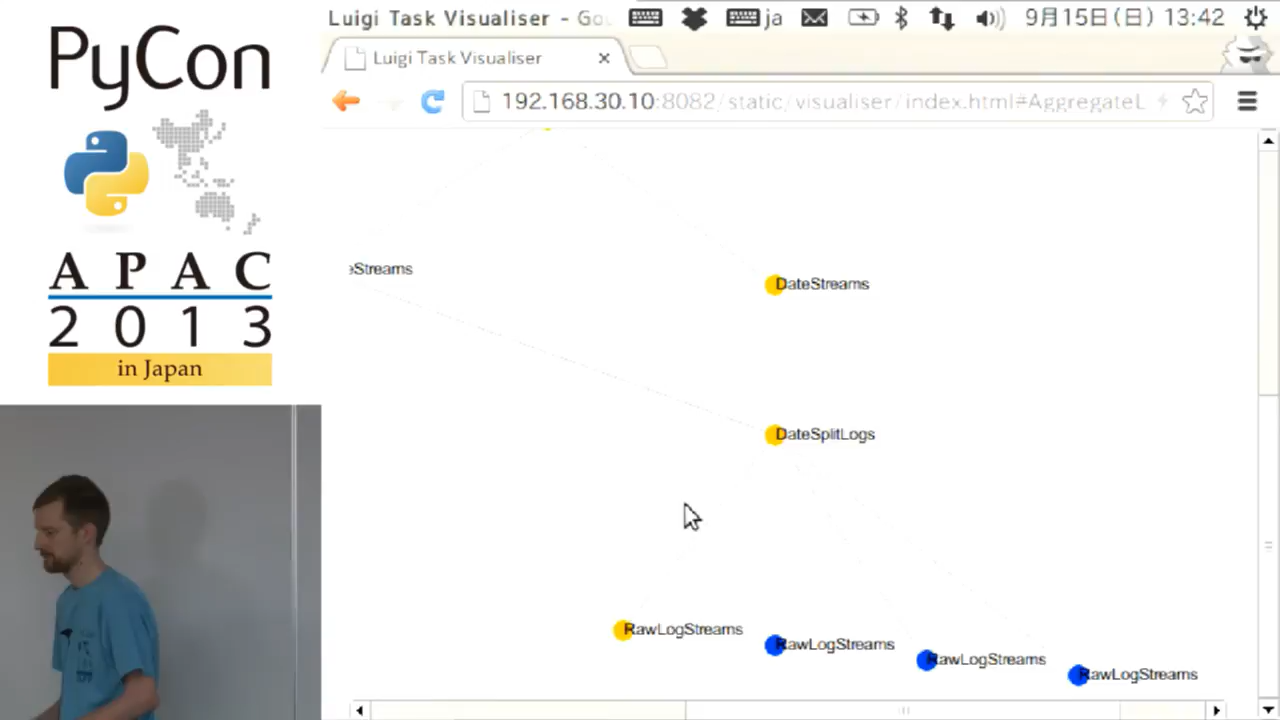 PyCon
APAC
2013
in Japan
Luigi Task Visualiser - Go
ja
9月15日(日) 13:42
Luigi Task Visualiser
192.168.30.10:8082/static/visualiser/index.html#AggregateL
eStreams
DateStreams
DateSplitLogs
RawLogStreams
RawLogStreams
RawLogStreams
RawLogStreams